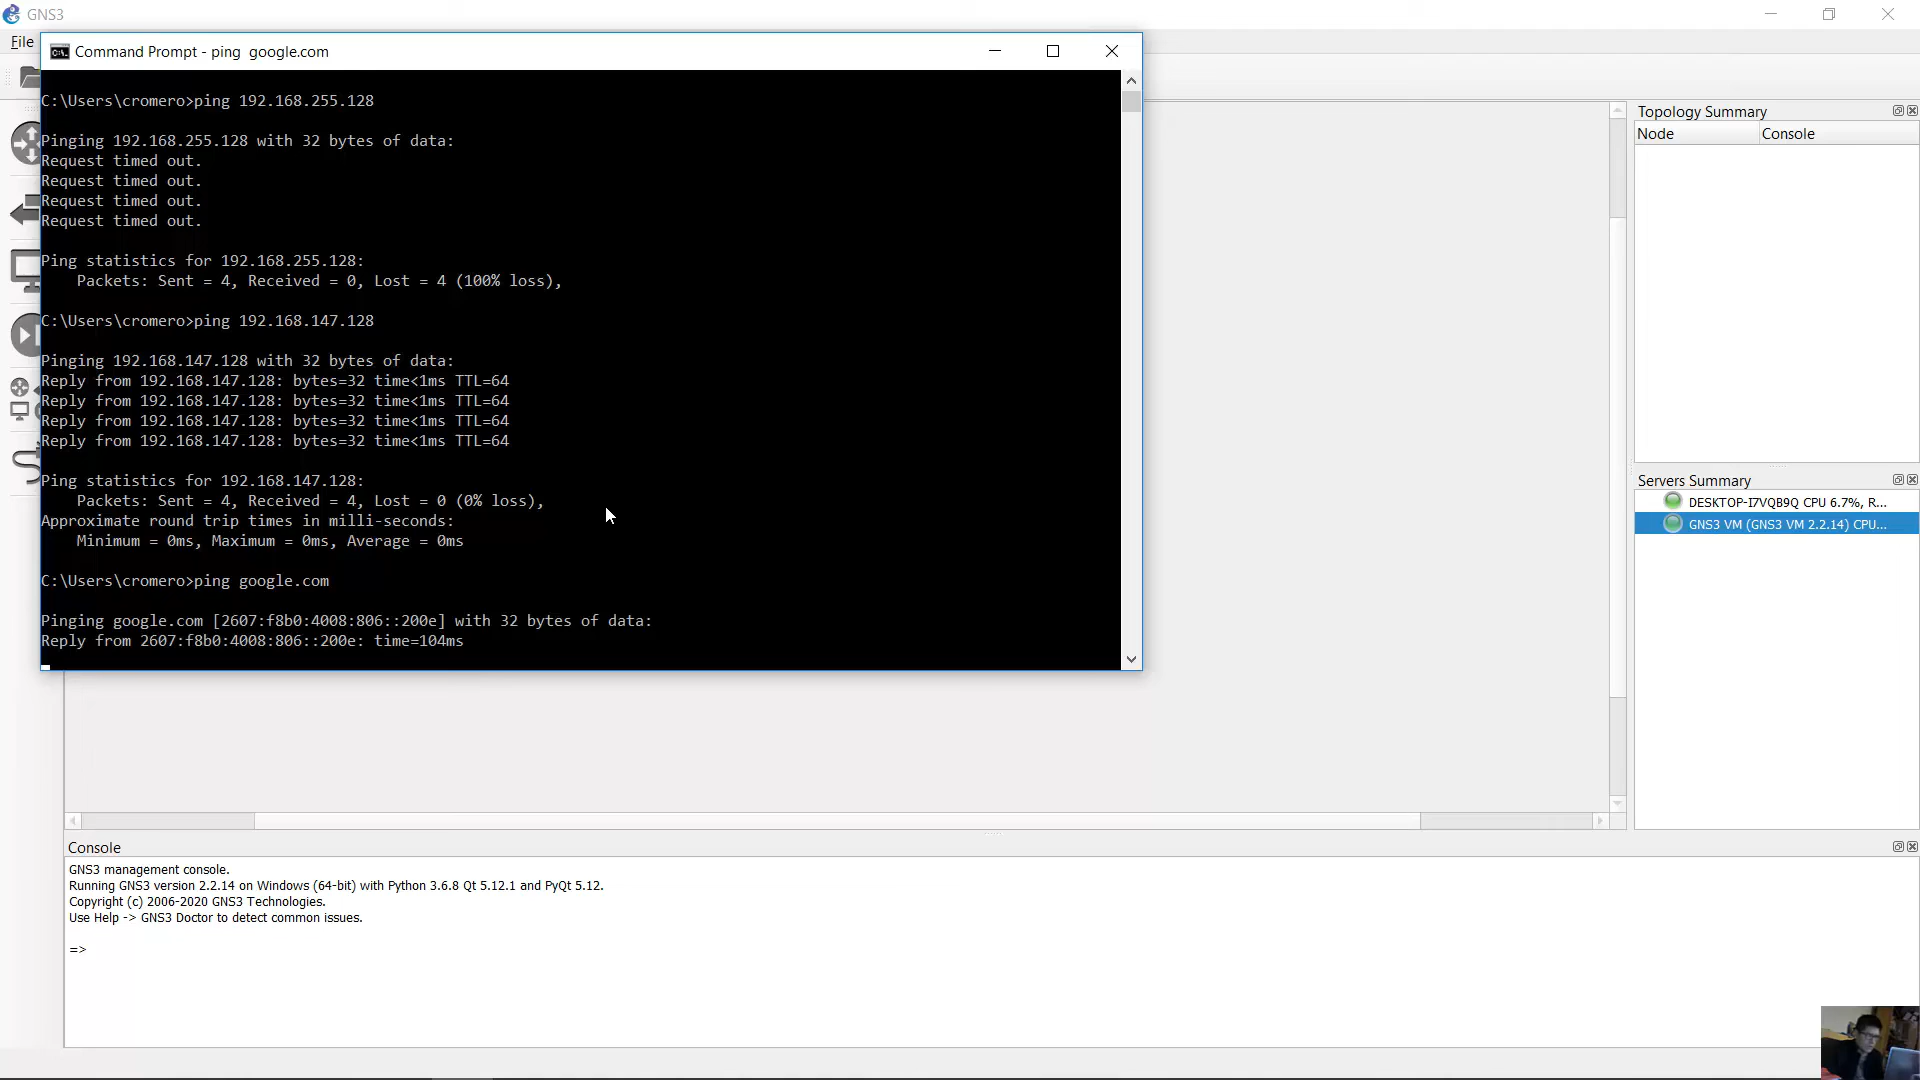 GNS3
File
Command Prompt - ping  google.com
C:\Users\cromero>ping 192.168.255.128
Pinging 192.168.255.128 with 32 bytes of data:
Request timed out.
Request timed out.
Request timed out.
Request timed out.
Ping statistics for 192.168.255.128:
    Packets: Sent = 4, Received = 0, Lost = 4 (100% loss),
C:\Users\cromero>ping 192.168.147.128
Pinging 192.168.147.128 with 32 bytes of data:
Reply from 192.168.147.128: bytes=32 time<1ms TTL=64
Reply from 192.168.147.128: bytes=32 time<1ms TTL=64
Reply from 192.168.147.128: bytes=32 time<1ms TTL=64
Reply from 192.168.147.128: bytes=32 time<1ms TTL=64
Ping statistics for 192.168.147.128:
    Packets: Sent = 4, Received = 4, Lost = 0 (0% loss),
Approximate round trip times in milli-seconds:
    Minimum = 0ms, Maximum = 0ms, Average = 0ms
C:\Users\cromero>ping google.com
Pinging google.com [2607:f8b0:4008:806::200e] with 32 bytes of data:
Reply from 2607:f8b0:4008:806::200e: time=104ms
Topology Summary
Node Console
Servers Summary
DESKTOP-I7VQB9Q CPU 6.7%, R...
GNS3 VM (GNS3 VM 2.2.14) CPU...
Console
GNS3 management console.
Running GNS3 version 2.2.14 on Windows (64-bit) with Python 3.6.8 Qt 5.12.1 and PyQt 5.12.
Copyright (c) 2006-2020 GNS3 Technologies.
Use Help -> GNS3 Doctor to detect common issues.
=>